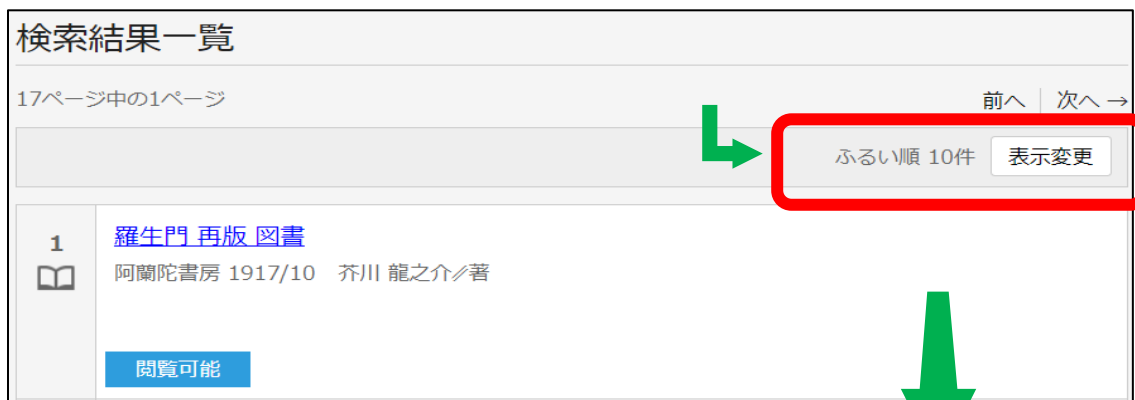 検索結果一覧
17ページ中の1ページ
前へ 次へ →
ふるい順 10件 表示変更
1
羅生門 再版 図書
阿蘭陀書房 1917/10　芥川 龍之介//著
閲覧可能